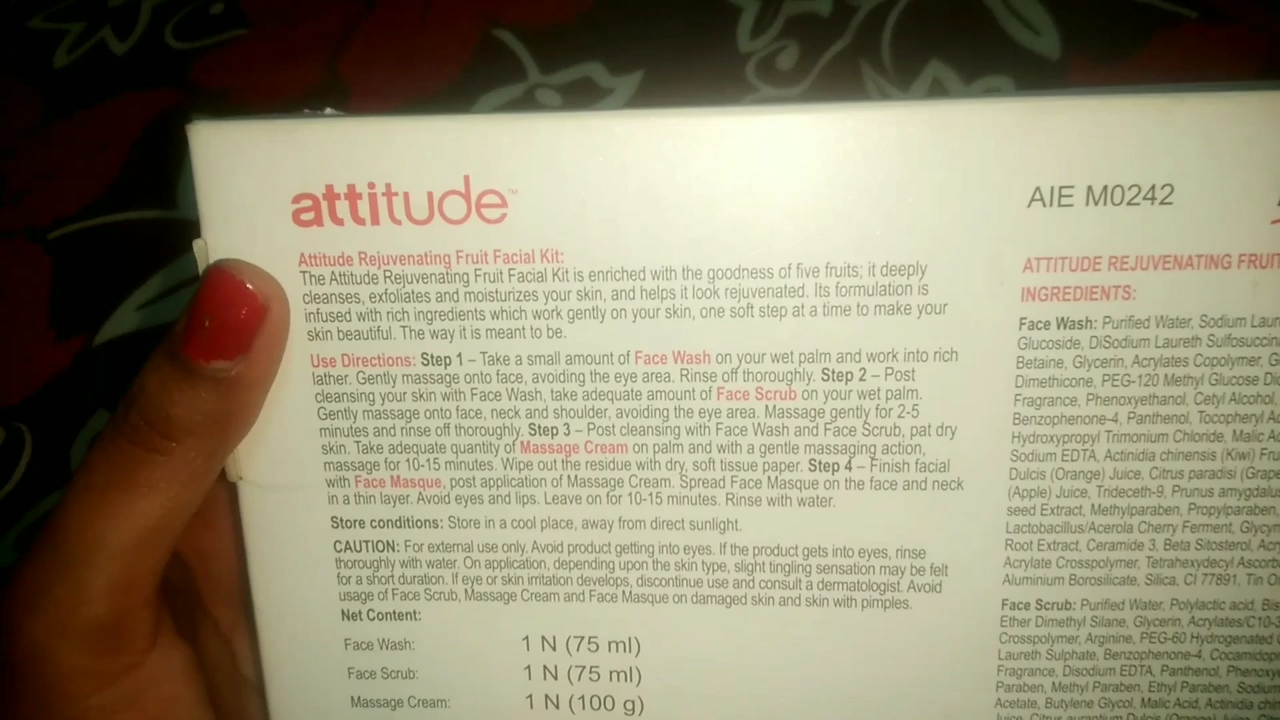 attitude™
Attitude Rejuvenating Fruit Facial Kit:
The Attitude Rejuvenating Fruit Facial Kit is enriched with the goodness of five fruits; it deeply
cleanses, exfoliates and moisturizes your skin, and helps it look rejuvenated. Its formulation is
infused with rich ingredients which work gently on your skin, one soft step at a time to make your
skin beautiful. The way it is meant to be.
Use Directions: Step 1 – Take a small amount of Face Wash on your wet palm and work into rich
lather. Gently massage onto face, avoiding the eye area. Rinse off thoroughly. Step 2 – Post
cleansing your skin with Face Wash, take adequate amount of Face Scrub on your wet palm.
Gently massage onto face, neck and shoulder, avoiding the eye area. Massage gently for 2-5
minutes and rinse off thoroughly. Step 3 – Post cleansing with Face Wash and Face Scrub, pat dry
skin. Take adequate quantity of Massage Cream on palm and with a gentle massaging action,
massage for 10-15 minutes. Wipe out the residue with dry, soft tissue paper. Step 4 – Finish facial
with Face Masque, post application of Massage Cream. Spread Face Masque on the face and neck
in a thin layer. Avoid eyes and lips. Leave on for 10-15 minutes. Rinse with water.
Store conditions: Store in a cool place, away from direct sunlight.
CAUTION: For external use only. Avoid product getting into eyes. If the product gets into eyes, rinse
thoroughly with water. On application, depending upon the skin type, slight tingling sensation may be felt
for a short duration. If eye or skin irritation develops, discontinue use and consult a dermatologist. Avoid
usage of Face Scrub, Massage Cream and Face Masque on damaged skin and skin with pimples.
Net Content:
Face Wash: 1 N (75 ml)
Face Scrub: 1 N (75 ml)
Massage Cream: 1 N (100 g)
AIE M0242
ATTITUDE REJUVENATING FRUIT
INGREDIENTS:
Face Wash: Purified Water, Sodium
Glucoside, DiSodium Laureth
Betaine, Glycerin, Acrylates Copolymer,
Dimethicone, PEG-120 Methyl Glucose
Fragrance, Phenoxyethanol, Cetyl Alcohol,
Benzophenone-4, Panthenol, Tocopheryl
Hydroxypropyl Trimonium Chloride, Malic
Sodium EDTA, Actinidia chinensis (Kiwi)
Dulcis (Orange) Juice, Citrus paradisi
(Apple) Juice, Trideceth-9, Prunus
seed Extract, Methylparaben, Propylparaben,
Lactobacillus/Acerola Cherry Ferment,
Root Extract, Ceramide 3, Beta Sitosterol,
Acrylate Crosspolymer, Tetrahexydecyl
Aluminium Borosilicate, Silica, CI 77891, Tin
Face Scrub: Purified Water, Polylactic acid,
Ether Dimethyl Silane, Glycerin,
Crosspolymer, Arginine, PEG-60 Hydrogenated
Laureth Sulphate, Benzophenone-4,
Fragrance, Disodium EDTA, Panthenol,
Paraben, Methyl Paraben, Ethyl Paraben, Sodium
Acetate, Butylene Glycol, Malic Acid, Actinidia